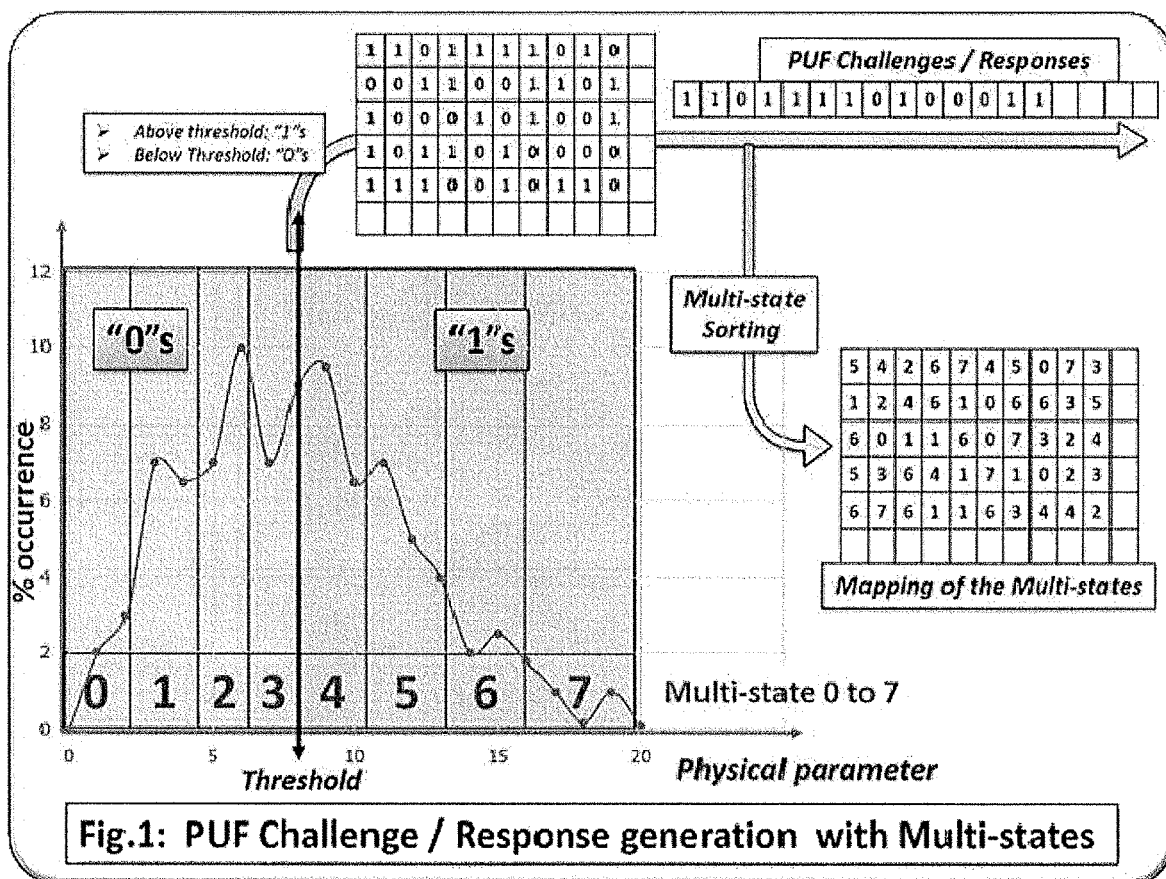 1 1 0 1 1 1 1 0 1 0
0 0 1 1 0 0 1 1 0 1
1 0 0 0 1 0 1 0 0 1
1 0 1 1 0 1 0 0 0 0
1 1 1 0 0 1 0 1 1 0
PUF Challenges / Responses
1 1 0 1 1 1 1 0 1 0 0 0 1 1
➢ Above threshold: "1"s
➢ Below Threshold: "0"s
12
10
8
6
4
2
0
% occurrence
"0"s
"1"s
Multi-state
Sorting
5 4 2 6 7 4 5 0 7 3
1 2 4 6 1 0 6 6 3 5
6 0 1 1 6 0 7 3 2 4
5 3 6 4 1 7 1 0 2 3
6 7 6 1 1 6 3 4 4 2
Mapping of the Multi-states
0 1 2 3 4 5 6 7
Multi-state 0 to 7
0 5 10 15 20
Threshold
Physical parameter
Fig.1: PUF Challenge / Response generation with Multi-states